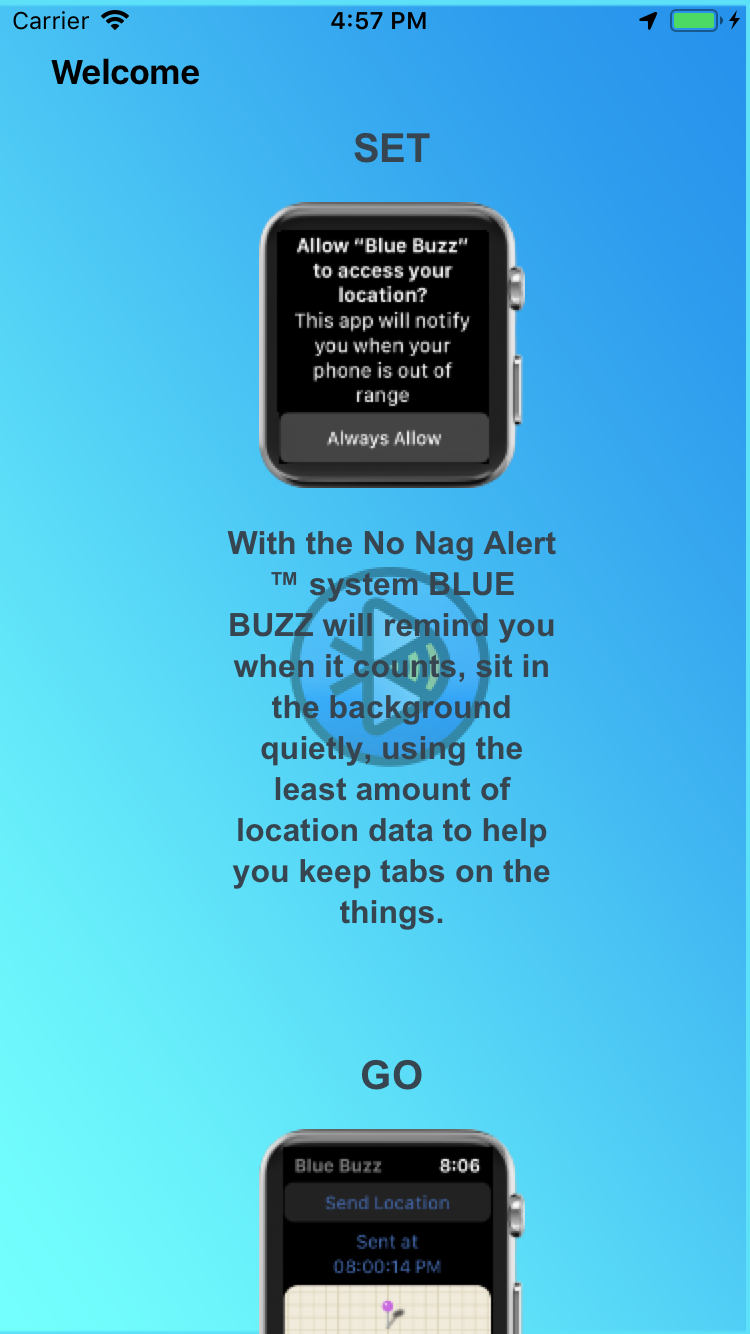 Carrier 4:57 PM
Welcome
SET
Allow “Blue Buzz”
to access your
location?
This app will notify
you when your
phone is out of
range
Always Allow
With the No Nag Alert
™ system BLUE
BUZZ will remind you
when it counts, sit in
the background
quietly, using the
least amount of
location data to help
you keep tabs on the
things.
GO
Blue Buzz 8:06
Send Location
Sent at
08:00:14 PM